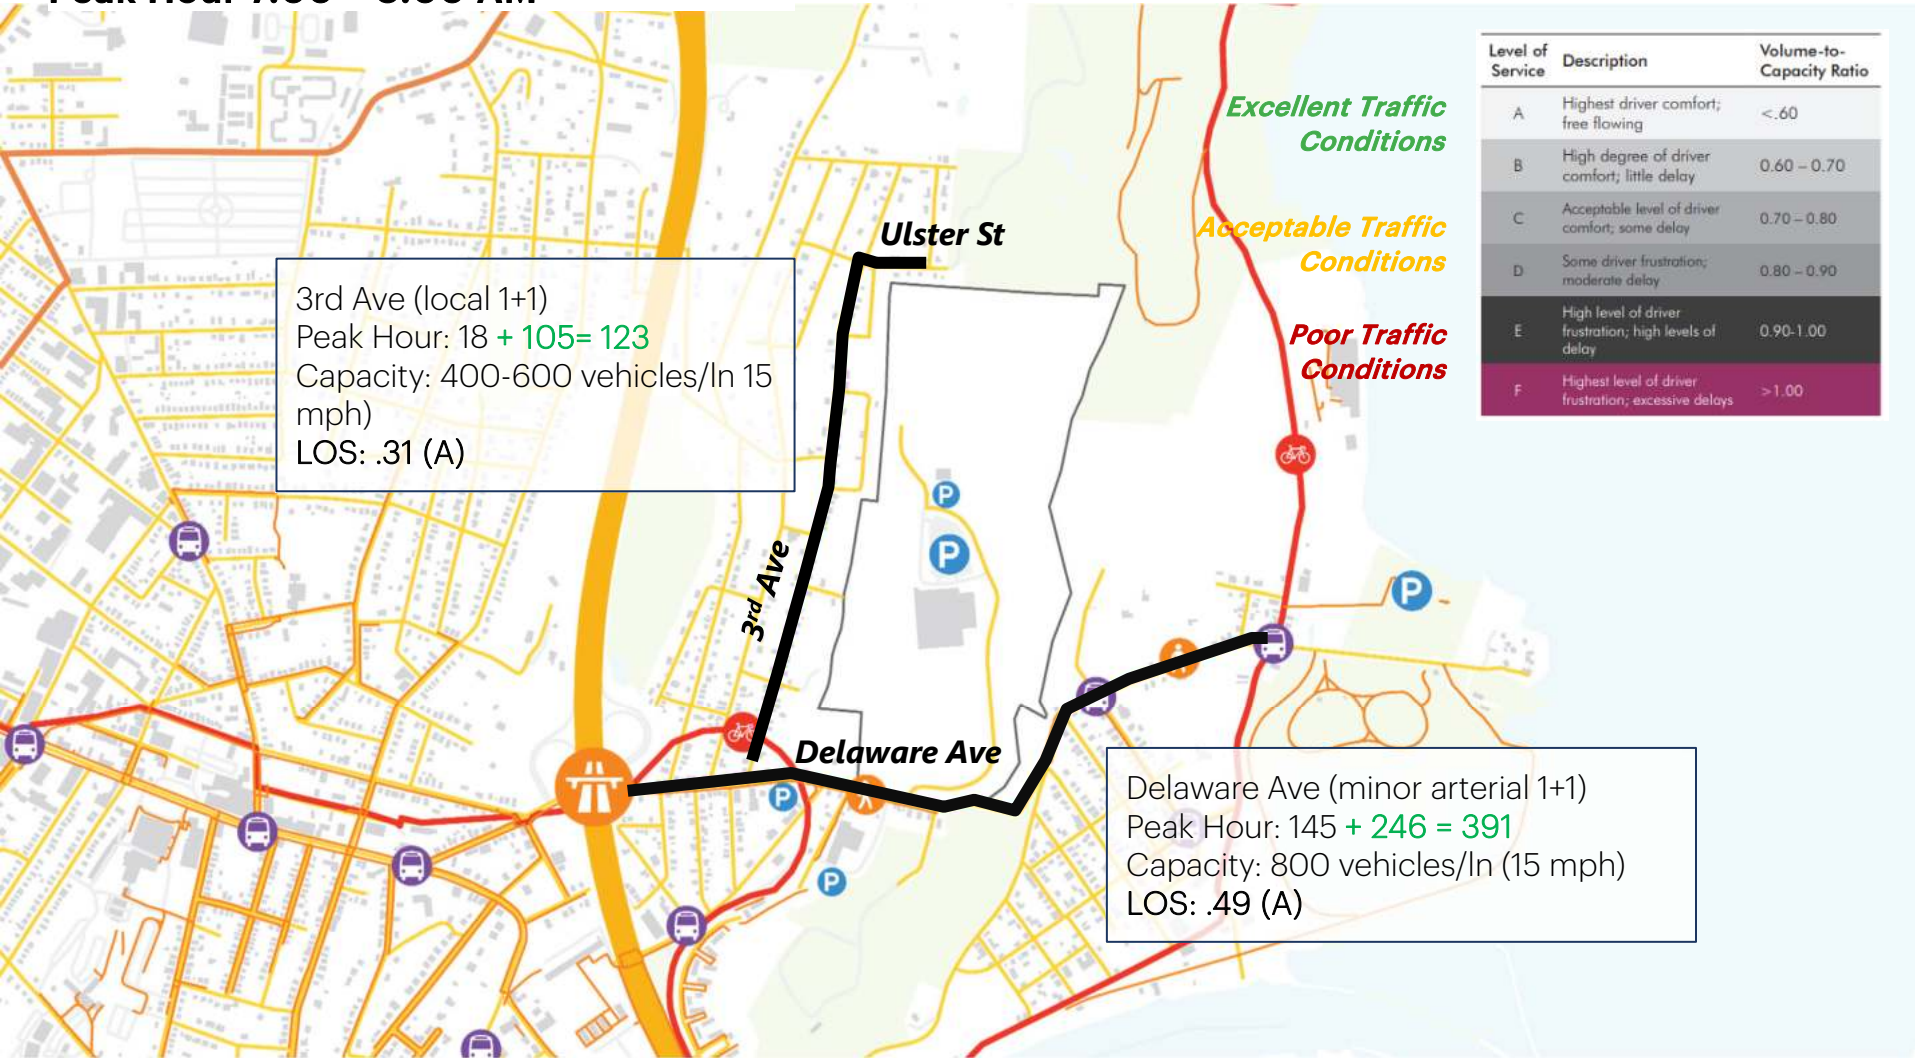 Excellent Traffic
Conditions
Acceptable Traffic
Conditions
Poor Traffic
Conditions
Level of Service Description Volume-to-Capacity Ratio
A Highest driver comfort; free flowing <.60
B High degree of driver comfort; little delay 0.60 – 0.70
C Acceptable level of driver comfort; some delay 0.70 – 0.80
D Some driver frustration; moderate delay 0.80 – 0.90
E High level of driver frustration; high levels of delay 0.90-1.00
F Highest level of driver frustration; excessive delays >1.00
Ulster St
3rd Ave (local 1+1)
Peak Hour: 18 + 105= 123
Capacity: 400-600 vehicles/ln 15
mph)
LOS: .31 (A)
P
P
P
3rd Ave
Delaware Ave
P
P
Delaware Ave (minor arterial 1+1)
Peak Hour: 145 + 246 = 391
Capacity: 800 vehicles/ln (15 mph)
LOS: .49 (A)